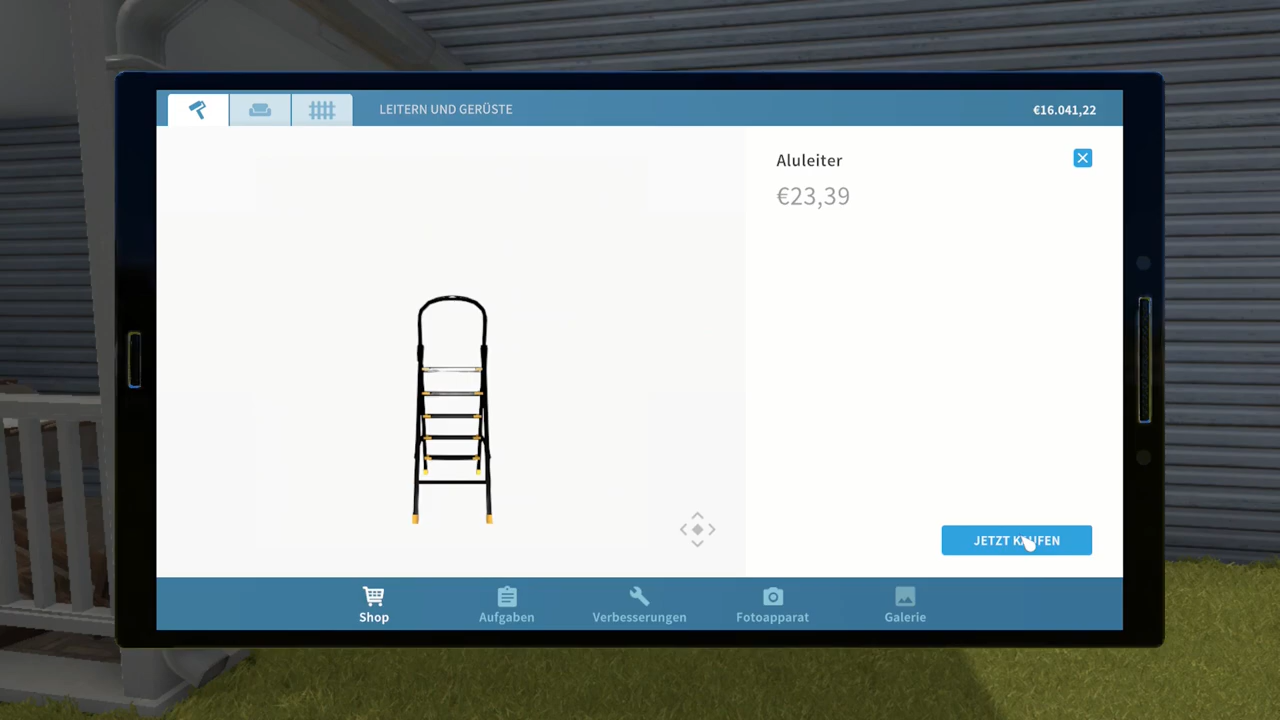 LEITERN UND GERÜSTE
€16.041,22
Aluleiter
€23,39
JETZT KAUFEN
Shop
Aufgaben
Verbesserungen
Fotoapparat
Galerie